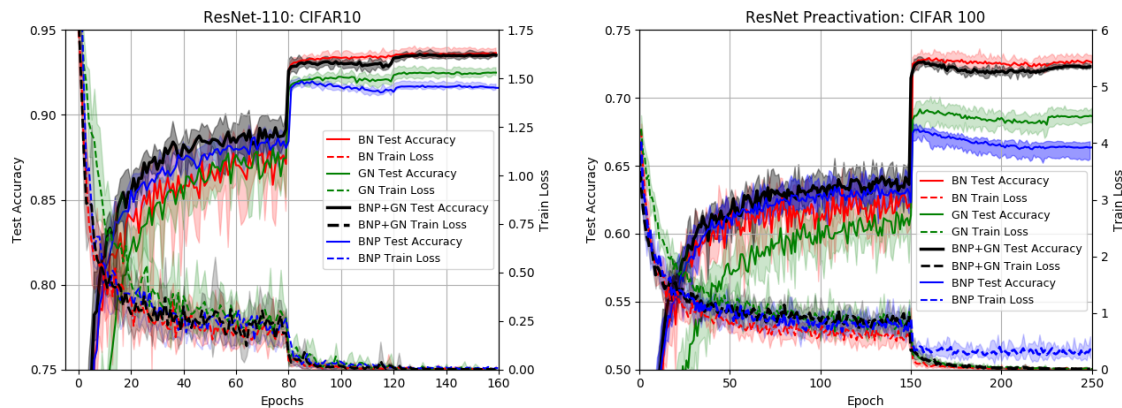 ResNet-110: CIFAR10
0.95
0.90
0.85
0.80
0.75
Test Accuracy
1.75
1.50
1.25
1.00
0.75
0.50
0.25
0.00
Train Loss
BN Test Accuracy
BN Train Loss
GN Test Accuracy
GN Train Loss
BNP+GN Test Accuracy
BNP+GN Train Loss
BNP Test Accuracy
BNP Train Loss
0 20 40 60 80 100 120 140 160
Epochs
ResNet Preactivation: CIFAR 100
0.75
0.70
0.65
0.60
0.55
0.50
Test Accuracy
6
5
4
3
2
1
0
Train Loss
BN Test Accuracy
BN Train Loss
GN Test Accuracy
GN Train Loss
BNP+GN Test Accuracy
BNP+GN Train Loss
BNP Test Accuracy
BNP Train Loss
0 50 100 150 200 250
Epoch